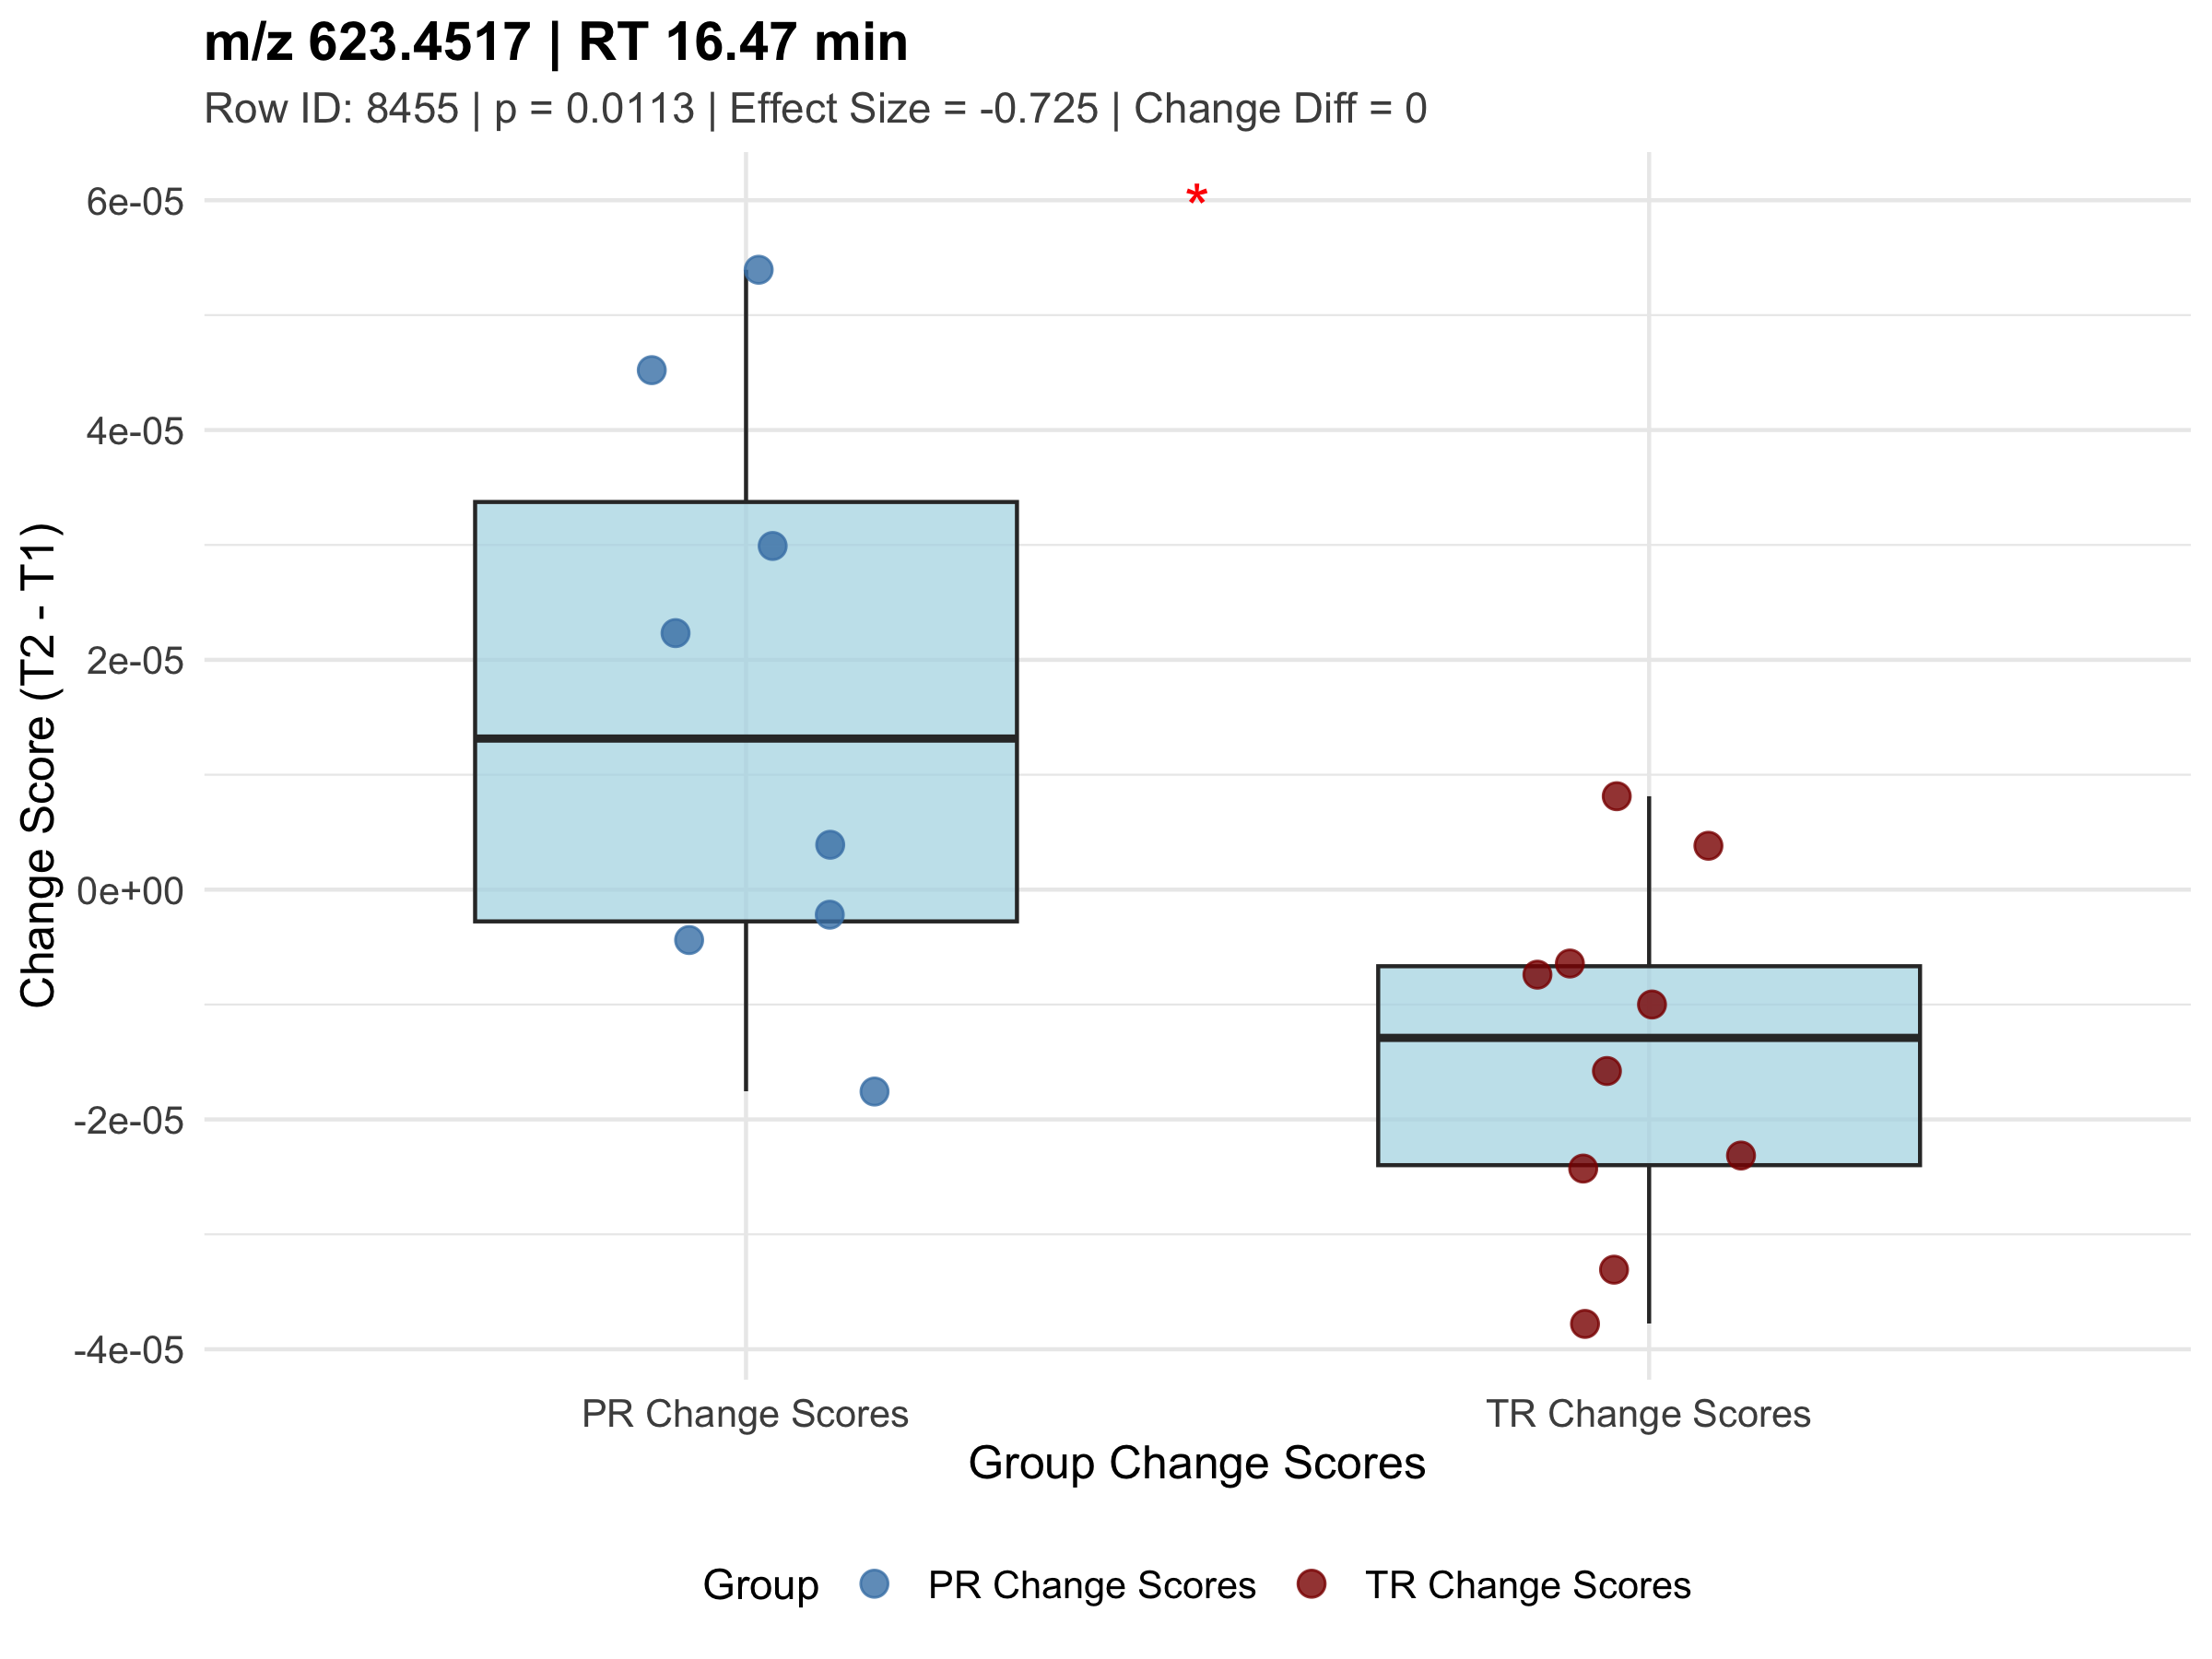 m/z 623.4517 | RT 16.47 min
Row ID: 8455 | p = 0.0113 | Effect Size = -0.725 | Change Diff = 0
*
6e-05
4e-05
2e-05
0e+00
-2e-05
-4e-05
Change Score (T2 - T1)
PR Change Scores TR Change Scores
Group Change Scores
Group PR Change Scores TR Change Scores